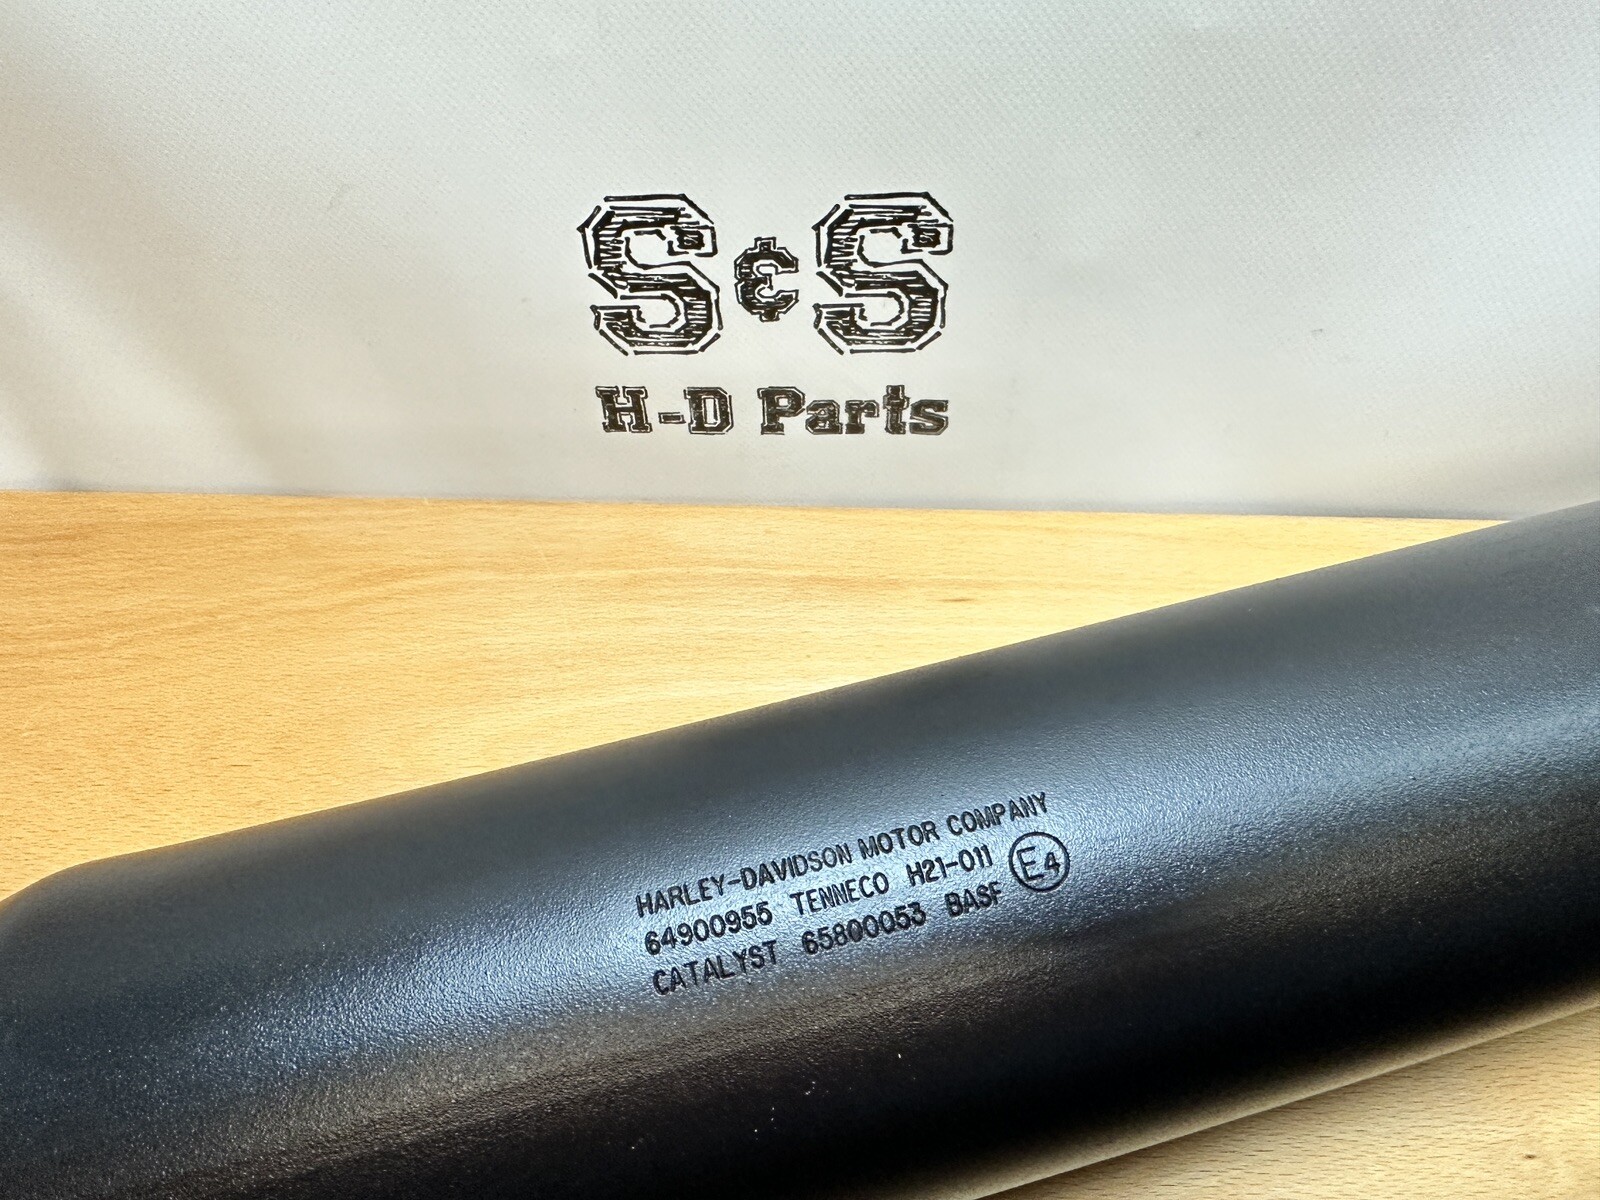 S&S
H-D Parts
HARLEY-DAVIDSON MOTOR COMPANY
64900955 TENNECO H21-011 E4
CATALYST 65800053 BASF